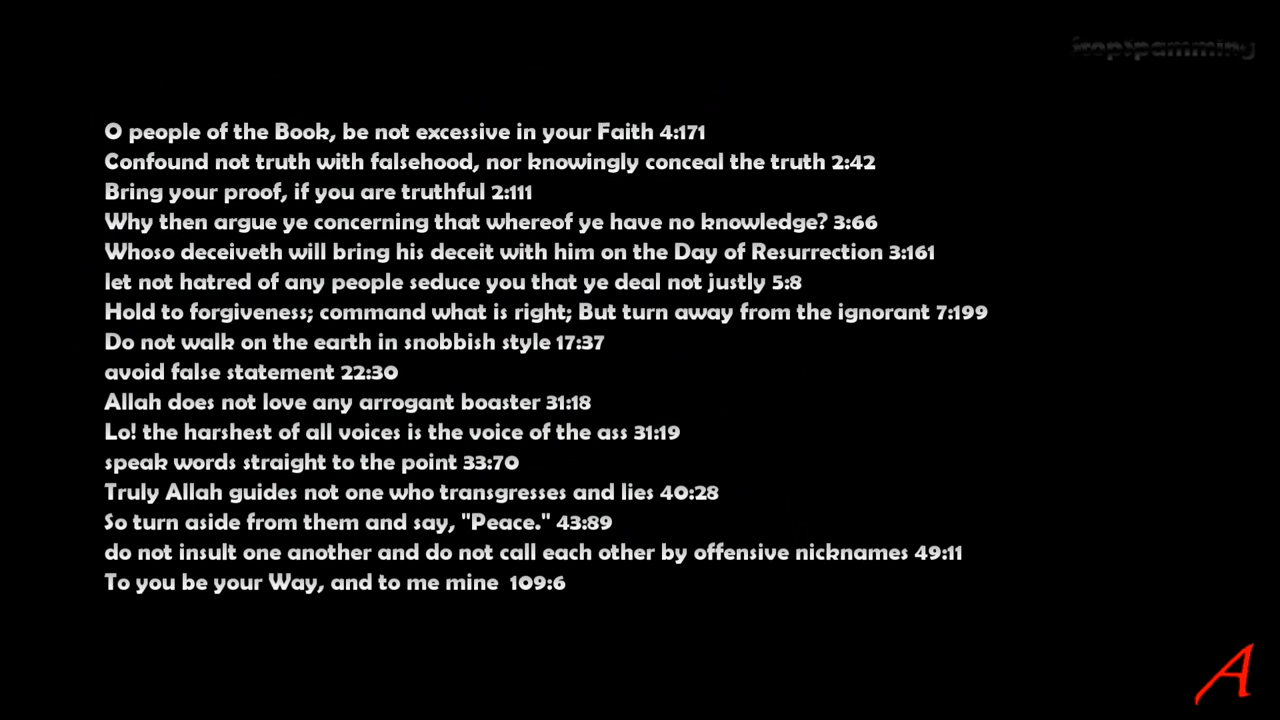 StopSpamming
O people of the Book, be not excessive in your Faith 4:171
Confound not truth with falsehood, nor knowingly conceal the truth 2:42
Bring your proof, if you are truthful 2:111
Why then argue ye concerning that whereof ye have no knowledge? 3:66
Whoso deceiveth will bring his deceit with him on the Day of Resurrection 3:161
let not hatred of any people seduce you that ye deal not justly 5:8
Hold to forgiveness; command what is right; But turn away from the ignorant 7:199
Do not walk on the earth in snobbish style 17:37
avoid false statement 22:30
Allah does not love any arrogant boaster 31:18
Lo! the harshest of all voices is the voice of the ass 31:19
speak words straight to the point 33:70
Truly Allah guides not one who transgresses and lies 40:28
So turn aside from them and say, "Peace." 43:89
do not insult one another and do not call each other by offensive nicknames 49:11
To you be your Way, and to me mine  109:6
A